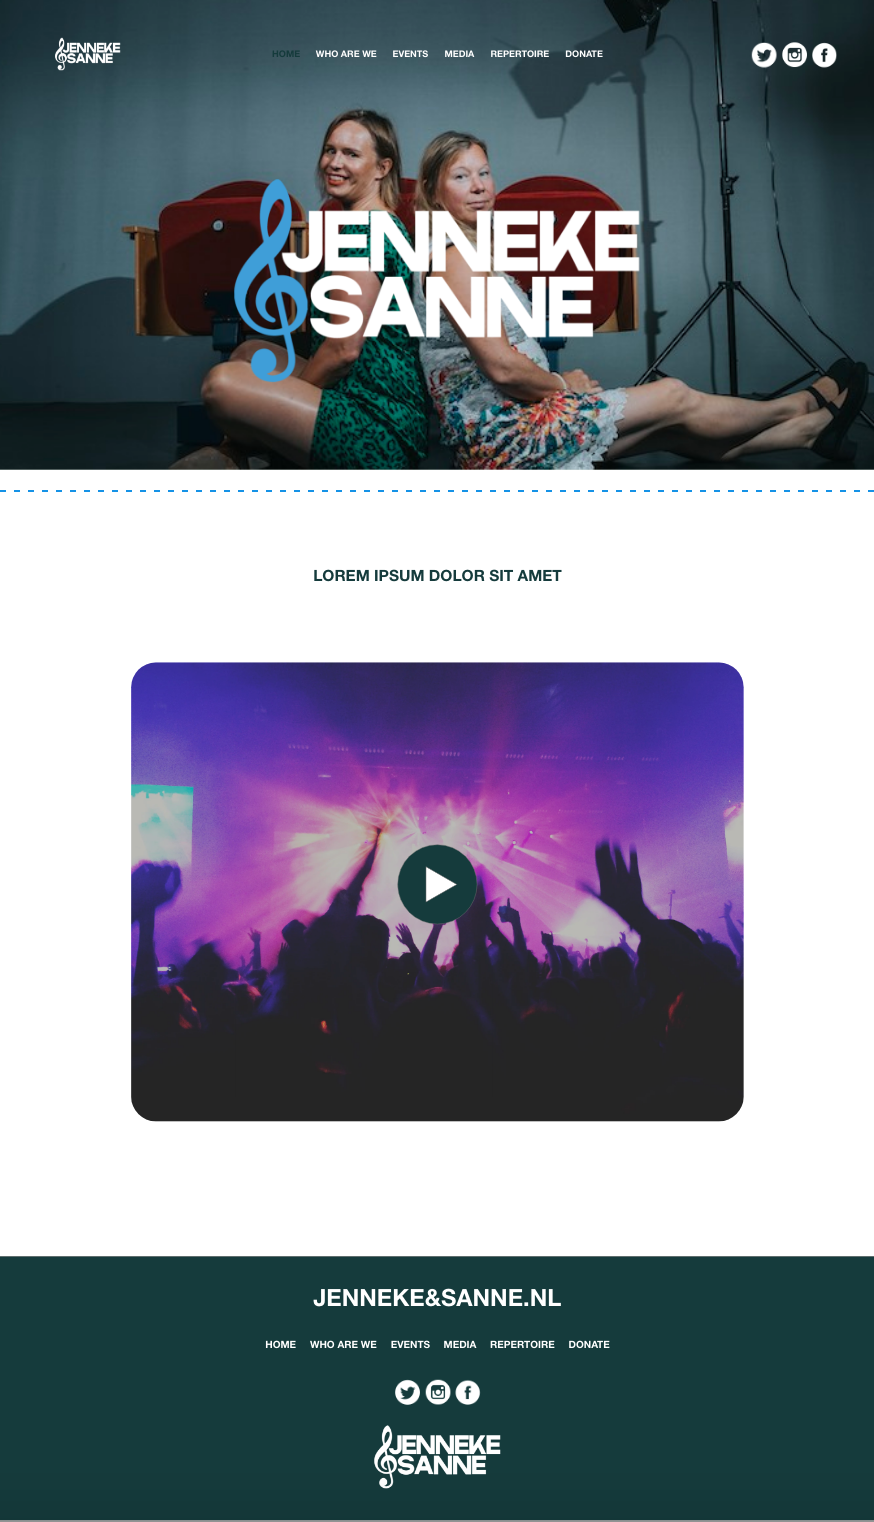 JENNEKE
SANNE
HOME WHO ARE WE EVENTS MEDIA REPERTOIRE DONATE
JENNEKE
SANNE
LOREM IPSUM DOLOR SIT AMET
JENNEKE&SANNE.NL
HOME WHO ARE WE EVENTS MEDIA REPERTOIRE DONATE
JENNEKE
SANNE